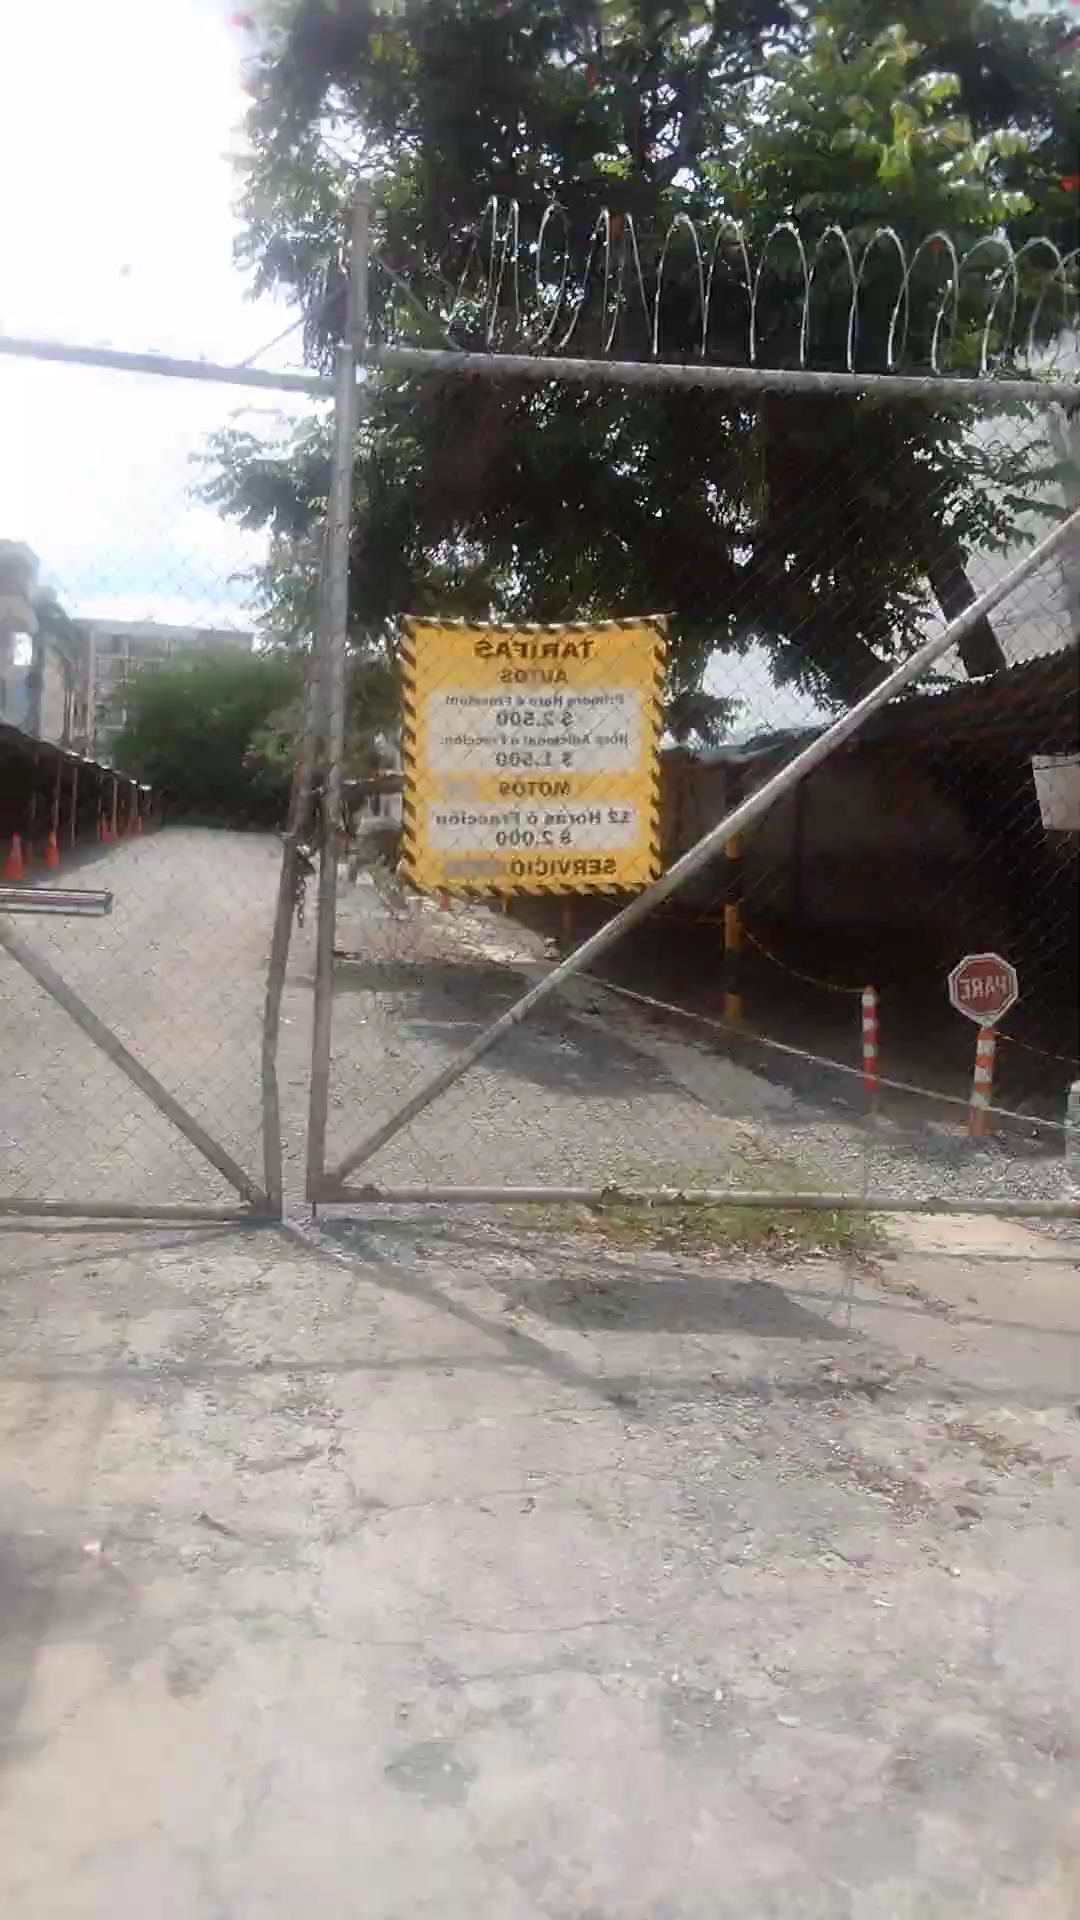 TARIFAS
AUTOS
Primera Hora ó Fracción:
$ 2.500
Hora Adicional ó Fracción:
$ 1.500
MOTOS
12 Horas ó Fracción
$ 2.000
SERVICIO
PARE